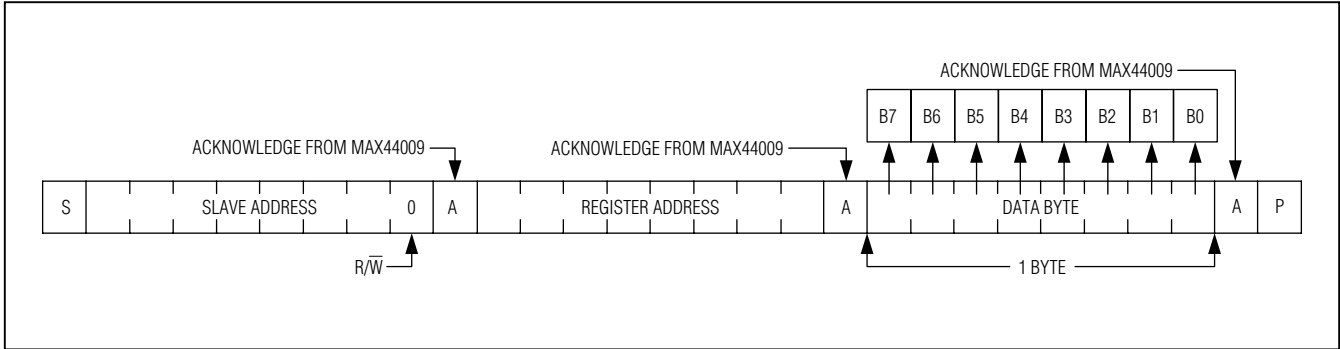 ACKNOWLEDGE FROM MAX44009
B7 B6 B5 B4 B3 B2 B1 B0
ACKNOWLEDGE FROM MAX44009 ACKNOWLEDGE FROM MAX44009
S SLAVE ADDRESS 0 A REGISTER ADDRESS A DATA BYTE A P
R/W̅ 1 BYTE